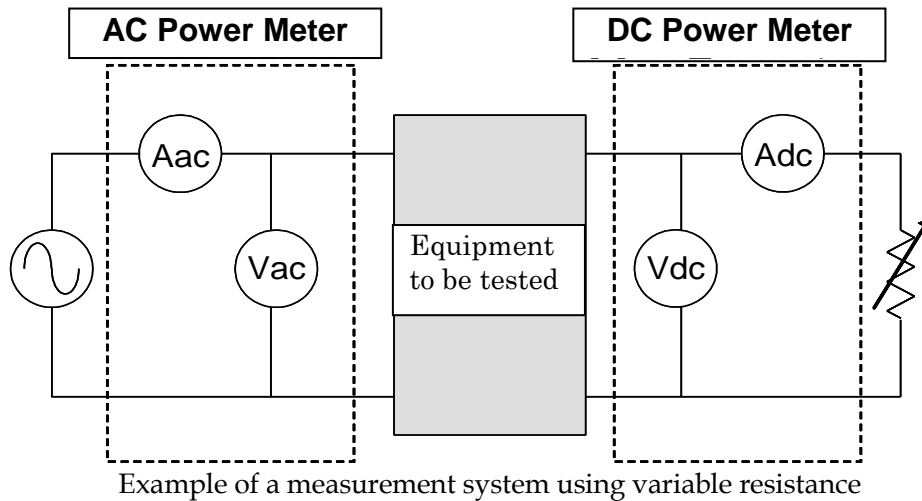 AC Power Meter
DC Power Meter
Aac
Adc
Vac
Equipment
to be tested
Vdc
Example of a measurement system using variable resistance